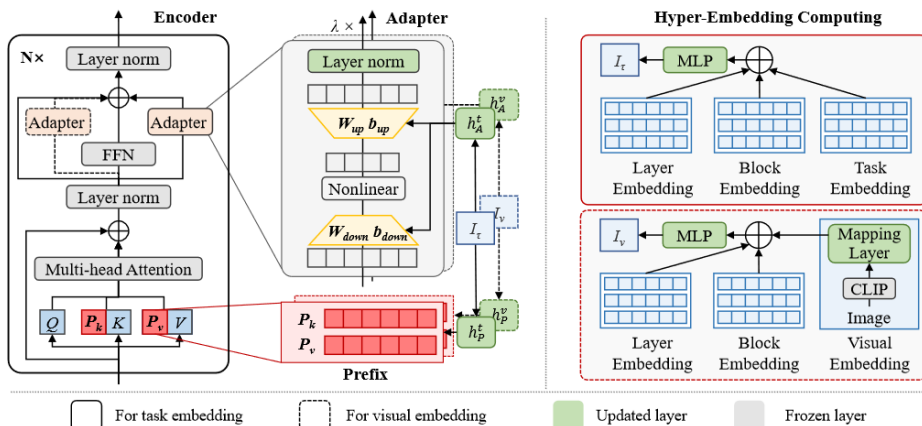 Encoder
N×
Layer norm
Adapter
Adapter
FFN
Layer norm
Multi-head Attention
Q
P_k
K
P_v
V
Adapter
λ ×
Layer norm
W_up b_up
Nonlinear
W_down b_down
h_A^v
h_A^t
I_v
I_τ
h_P^v
h_P^t
P_k
P_v
Prefix
Hyper-Embedding Computing
I_τ
MLP
Layer
Embedding
Block
Embedding
Task
Embedding
I_v
MLP
Mapping
Layer
CLIP
Image
Layer
Embedding
Block
Embedding
Visual
Embedding
For task embedding
For visual embedding
Updated layer
Frozen layer